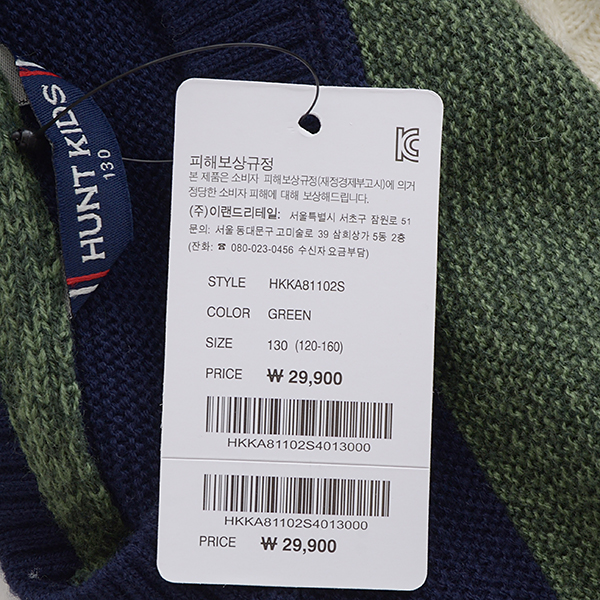 HUNT KIDS
130
KC
피해보상규정
본 제품은 소비자 피해보상규정(재정경제부고시)에 의거
정당한 소비자 피해에 대해 보상해드립니다.
(주)이랜드리테일: 서울특별시 서초구 잠원로 51
문의: 서울 동대문구 고미술로 39 삼희상가 5동 2층
(전화: ☎ 080-023-0456 수신자 요금부담)
STYLE HKKA81102S
COLOR GREEN
SIZE 130 (120-160)
PRICE ₩ 29,900
HKKA81102S4013000
HKKA81102S4013000
PRICE ₩ 29,900